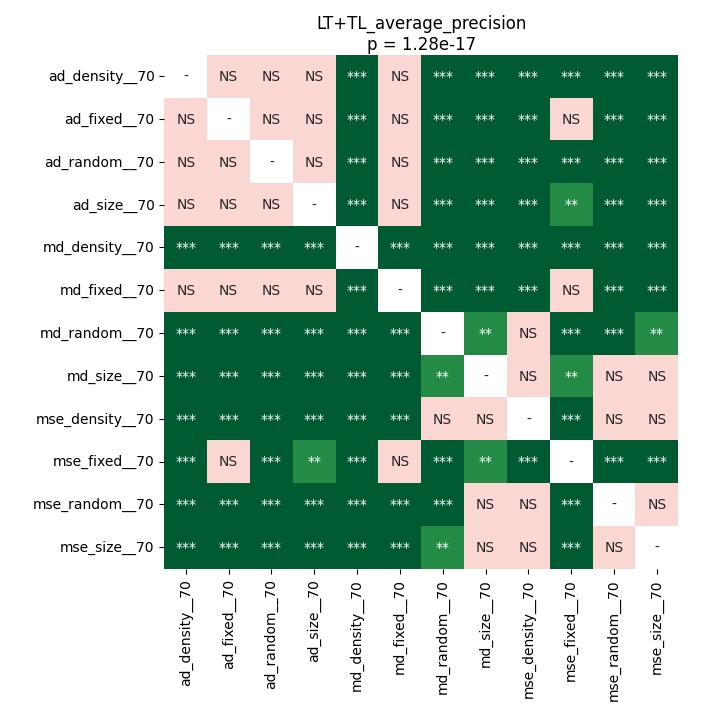 LT+TL_average_precision
p = 1.28e-17
ad_density__70 - NS NS NS *** NS *** *** *** *** *** ***
ad_fixed__70 NS - NS NS *** NS *** *** *** NS *** ***
ad_random__70 NS NS - NS *** NS *** *** *** *** *** ***
ad_size__70 NS NS NS - *** NS *** *** *** ** *** ***
md_density__70 *** *** *** *** - *** *** *** *** *** *** ***
md_fixed__70 NS NS NS NS *** - *** *** *** NS *** ***
md_random__70 *** *** *** *** *** *** - ** NS *** *** **
md_size__70 *** *** *** *** *** *** ** - NS ** NS NS
mse_density__70 *** *** *** *** *** *** NS NS - *** NS NS
mse_fixed__70 *** NS *** ** *** NS *** ** *** - *** ***
mse_random__70 *** *** *** *** *** *** *** NS NS *** - NS
mse_size__70 *** *** *** *** *** *** ** NS NS *** NS -
ad_density__70
ad_fixed__70
ad_random__70
ad_size__70
md_density__70
md_fixed__70
md_random__70
md_size__70
mse_density__70
mse_fixed__70
mse_random__70
mse_size__70